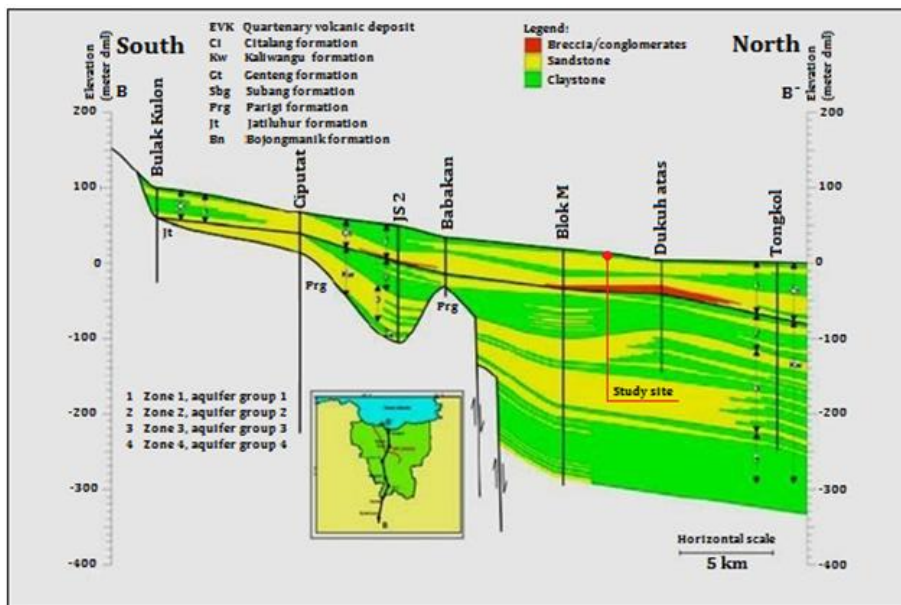 South
B
Elevation
(meter dml)
EVK Quartenary volcanic deposit
Ci Citalang formation
Kw Kaliwangu formation
Gt Genteng formation
Sbg Subang formation
Prg Parigi formation
Jt Jatiluhur formation
Bn Bojongmanik formation
Legend:
Breccia/conglomerates
Sandstone
Claystone
North
B-
Elevation
(meter dml)
200
100
0
-100
-200
-300
-400
200
100
0
-100
-200
-300
-400
Bulak Kulon
Ciputat
JS 2
Babakan
Blok M
Dukuh atas
Tongkol
Jt
Prg
Kw
Prg
Kw
Study site
1 Zone 1, aquifer group 1
2 Zone 2, aquifer group 2
3 Zone 3, aquifer group 3
4 Zone 4, aquifer group 4
Horizontal scale
5 km